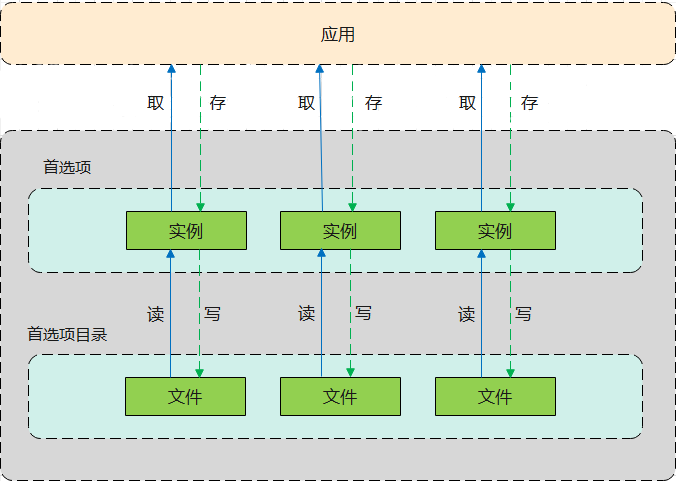 应用
取 存 取 存 取 存
首选项
实例 实例 实例
读 写 读 写 读 写
首选项目录
文件 文件 文件